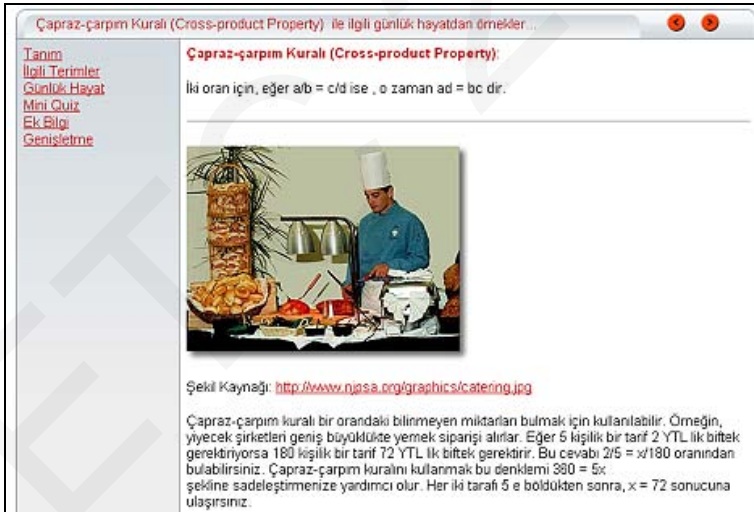 Çapraz-çarpım Kuralı (Cross-product Property) ile ilgili günlük hayatdan örnekler...
Tanım
İlgili Terimler
Günlük Hayat
Mini Quiz
Ek Bilgi
Genişletme
Çapraz-çarpım Kuralı (Cross-product Property):
İki oran için, eğer a/b = c/d ise , o zaman ad = bc dir.
Şekil Kaynağı: http://www.njpsa.org/graphics/catering.jpg
Çapraz-çarpım kuralı bir orandaki bilinmeyen miktarları bulmak için kullanılabilir. Örneğin,
yiyecek şirketleri geniş büyüklükte yemek siparişi alırlar. Eğer 5 kişilik bir tarif 2 YTL lik biftek
gerektiriyorsa 180 kişilik bir tarif 72 YTL lik biftek gerektirir. Bu cevabı 2/5 = x/180 oranından
bulabilirsiniz. Çapraz-çarpım kuralını kullanmak bu denklemi 360 = 5x
şekline sadeleştirmenize yardımcı olur. Her iki tarafı 5 e böldükten sonra, x = 72 sonucuna
ulaşırsınız.